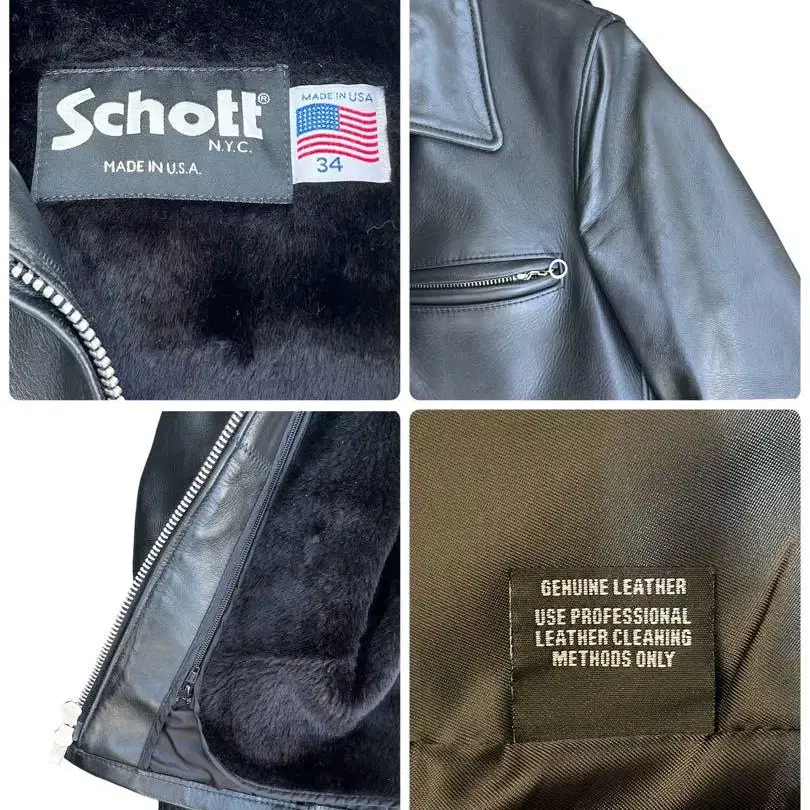 Schott®
N.Y.C.
MADE IN U.S.A.
MADE IN USA
34
GENUINE LEATHER
USE PROFESSIONAL
LEATHER CLEANING
METHODS ONLY